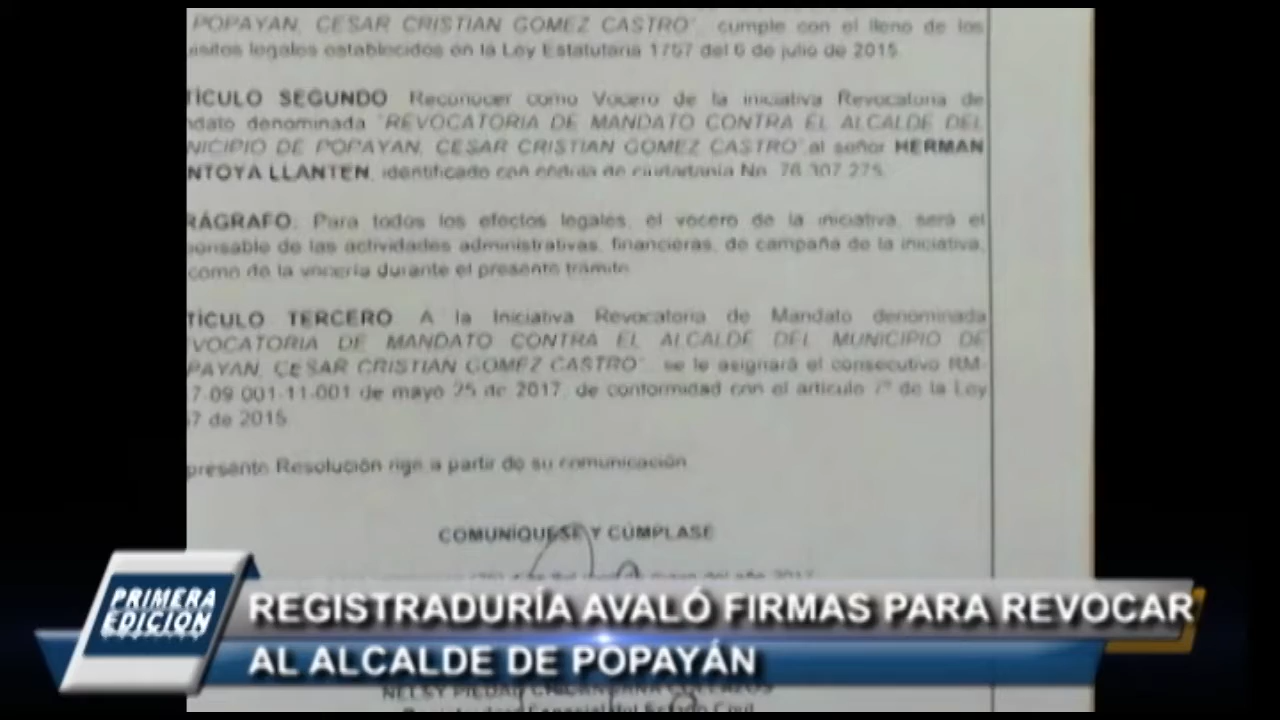 POPAYAN, CESAR CRISTIAN GOMEZ CASTRO", cumple con el lleno de los
isitos legales establecidos en la Ley Estatutaria 1757 del 6 de julio de 2015.
TÍCULO SEGUNDO Reconocer como Vocero de la iniciativa Revocatoria de
ndato denominada "REVOCATORIA DE MANDATO CONTRA EL ALCALDE DEL
NICIPIO DE POPAYAN, CESAR CRISTIAN GOMEZ CASTRO" al señor HERMAN
NTOYA LLANTEN, identificado con cédula de ciudadanía No. 76.307.275.
RÁGRAFO: Para todos los efectos legales, el vocero de la iniciativa, será el
ponsable de las actividades administrativas, financieras, de campaña de la iniciativa,
como de la vocería durante el presente trámite
TÍCULO TERCERO A la Iniciativa Revocatoria de Mandato denominada
VOCATORIA DE MANDATO CONTRA EL ALCALDE DEL MUNICIPIO DE
PAYAN, CESAR CRISTIAN GOMEZ CASTRO", se le asignará el consecutivo RM-
7-09 001-11-001 de mayo 25 de 2017, de conformidad con el artículo 7º de la Ley
7 de 2015.
presente Resolución rige a partir de su comunicación
COMUNÍQUESE Y CÚMPLASE
PRIMERA
EDICION
REGISTRADURÍA AVALÓ FIRMAS PARA REVOCAR
AL ALCALDE DE POPAYÁN
NELSY PIEDAD
Especial del Estado Civil